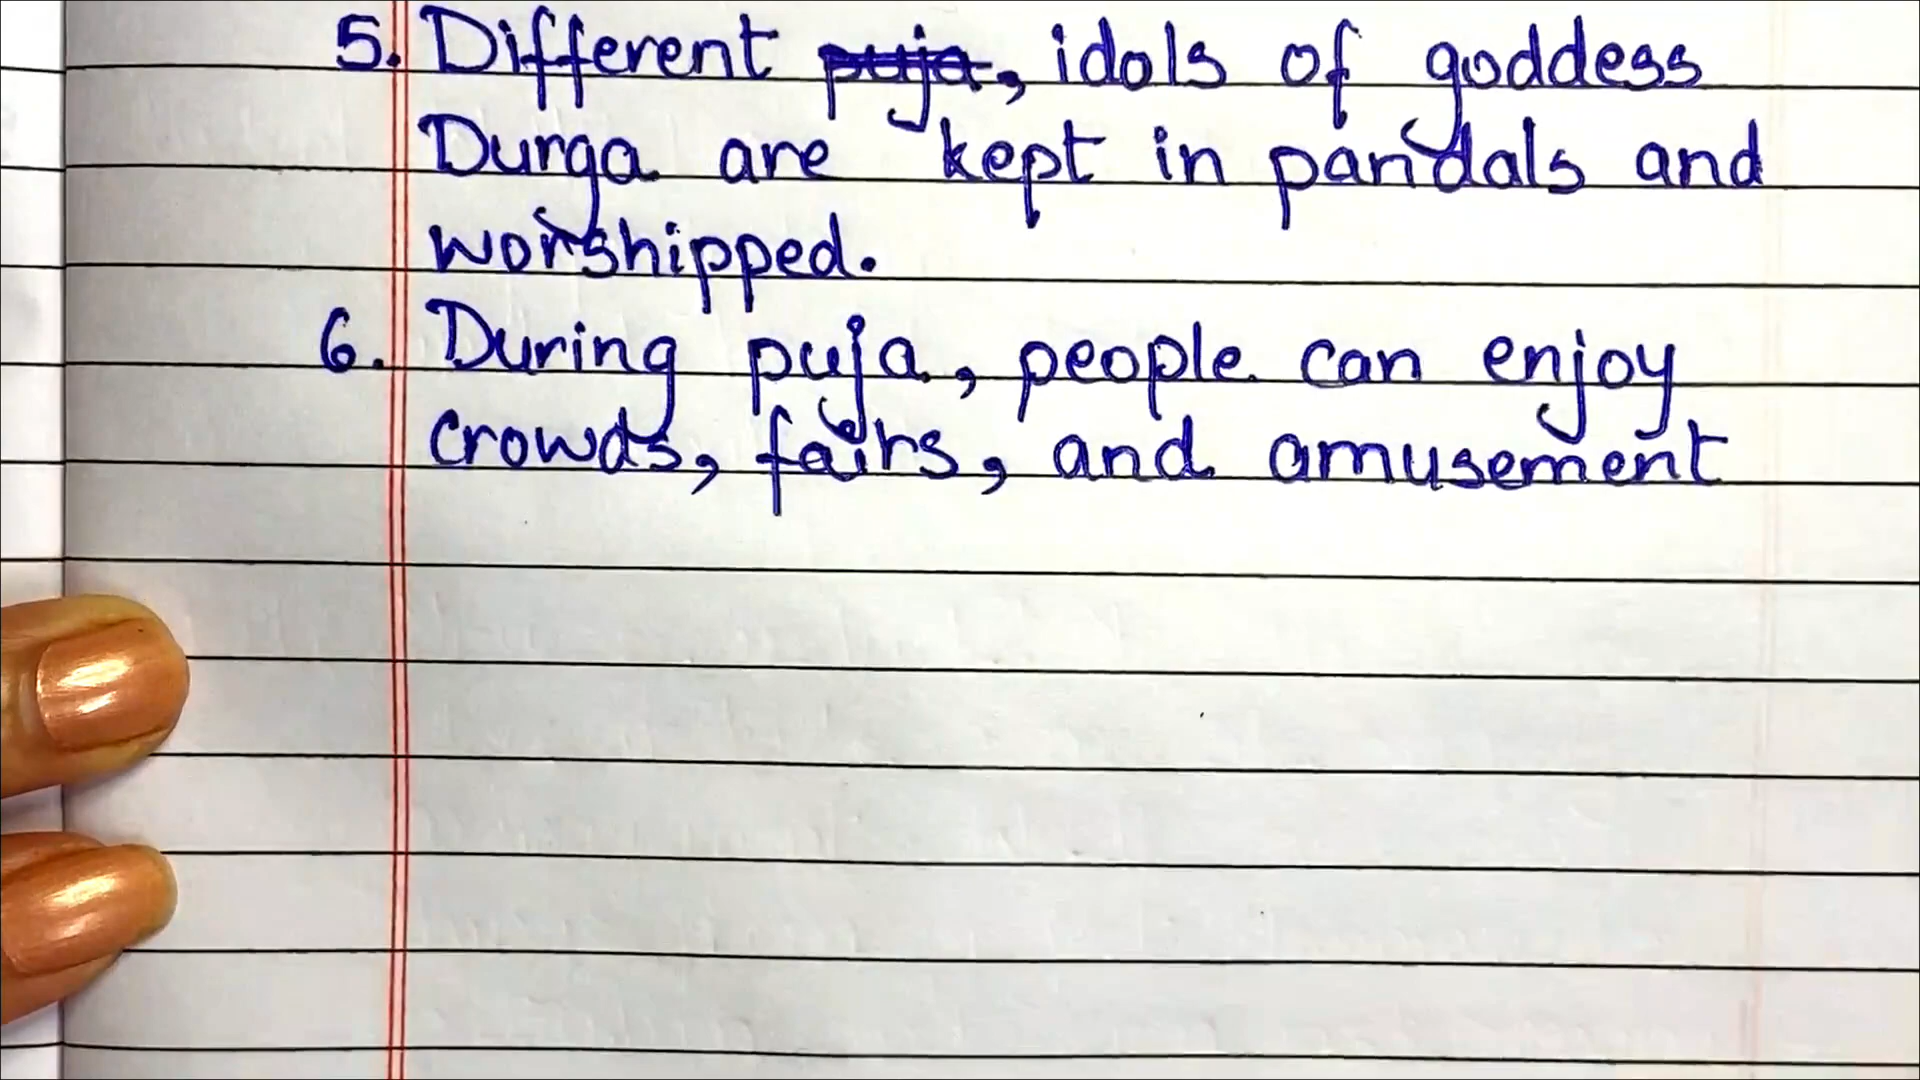 5. Different puja, idols of goddess
Durga are kept in pandals and
worshipped.
6. During puja, people can enjoy
crowds, fairs, and amusement